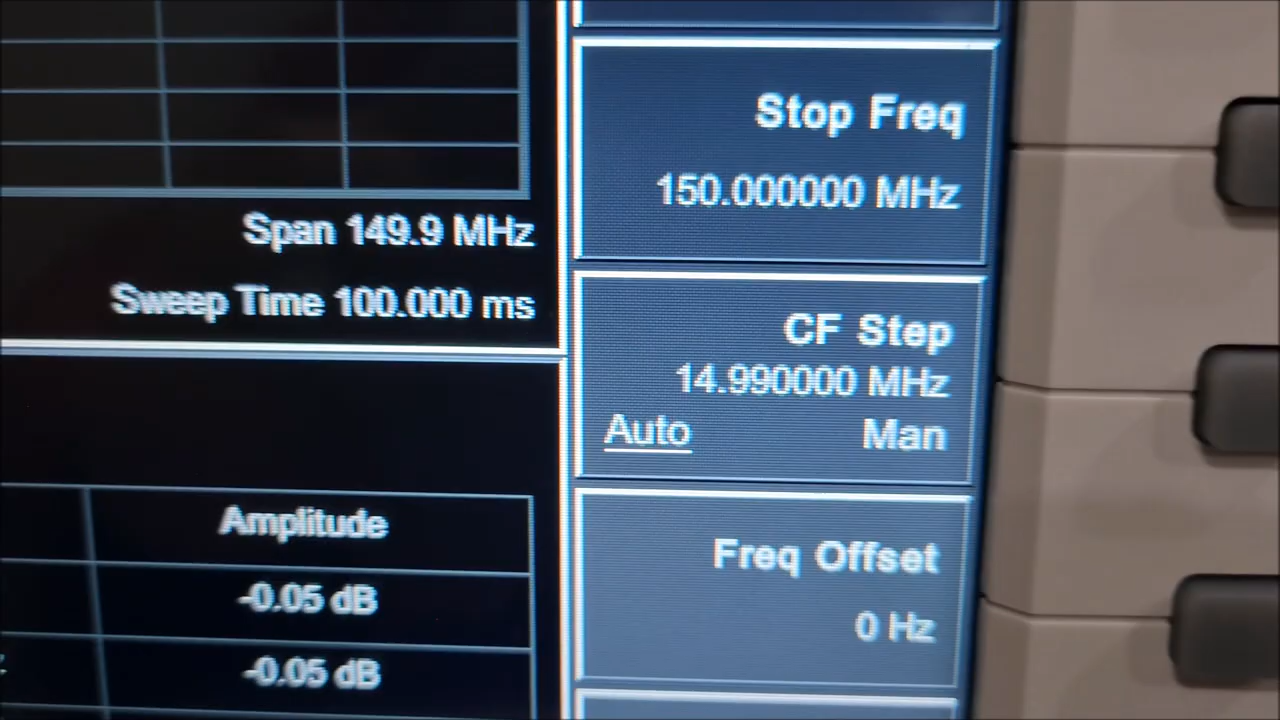 Span 149.9 MHz
Sweep Time 100.000 ms
Amplitude
-0.05 dB
-0.05 dB
Stop Freq
150.000000 MHz
CF Step
14.990000 MHz
Auto Man
Freq Offset
0 Hz